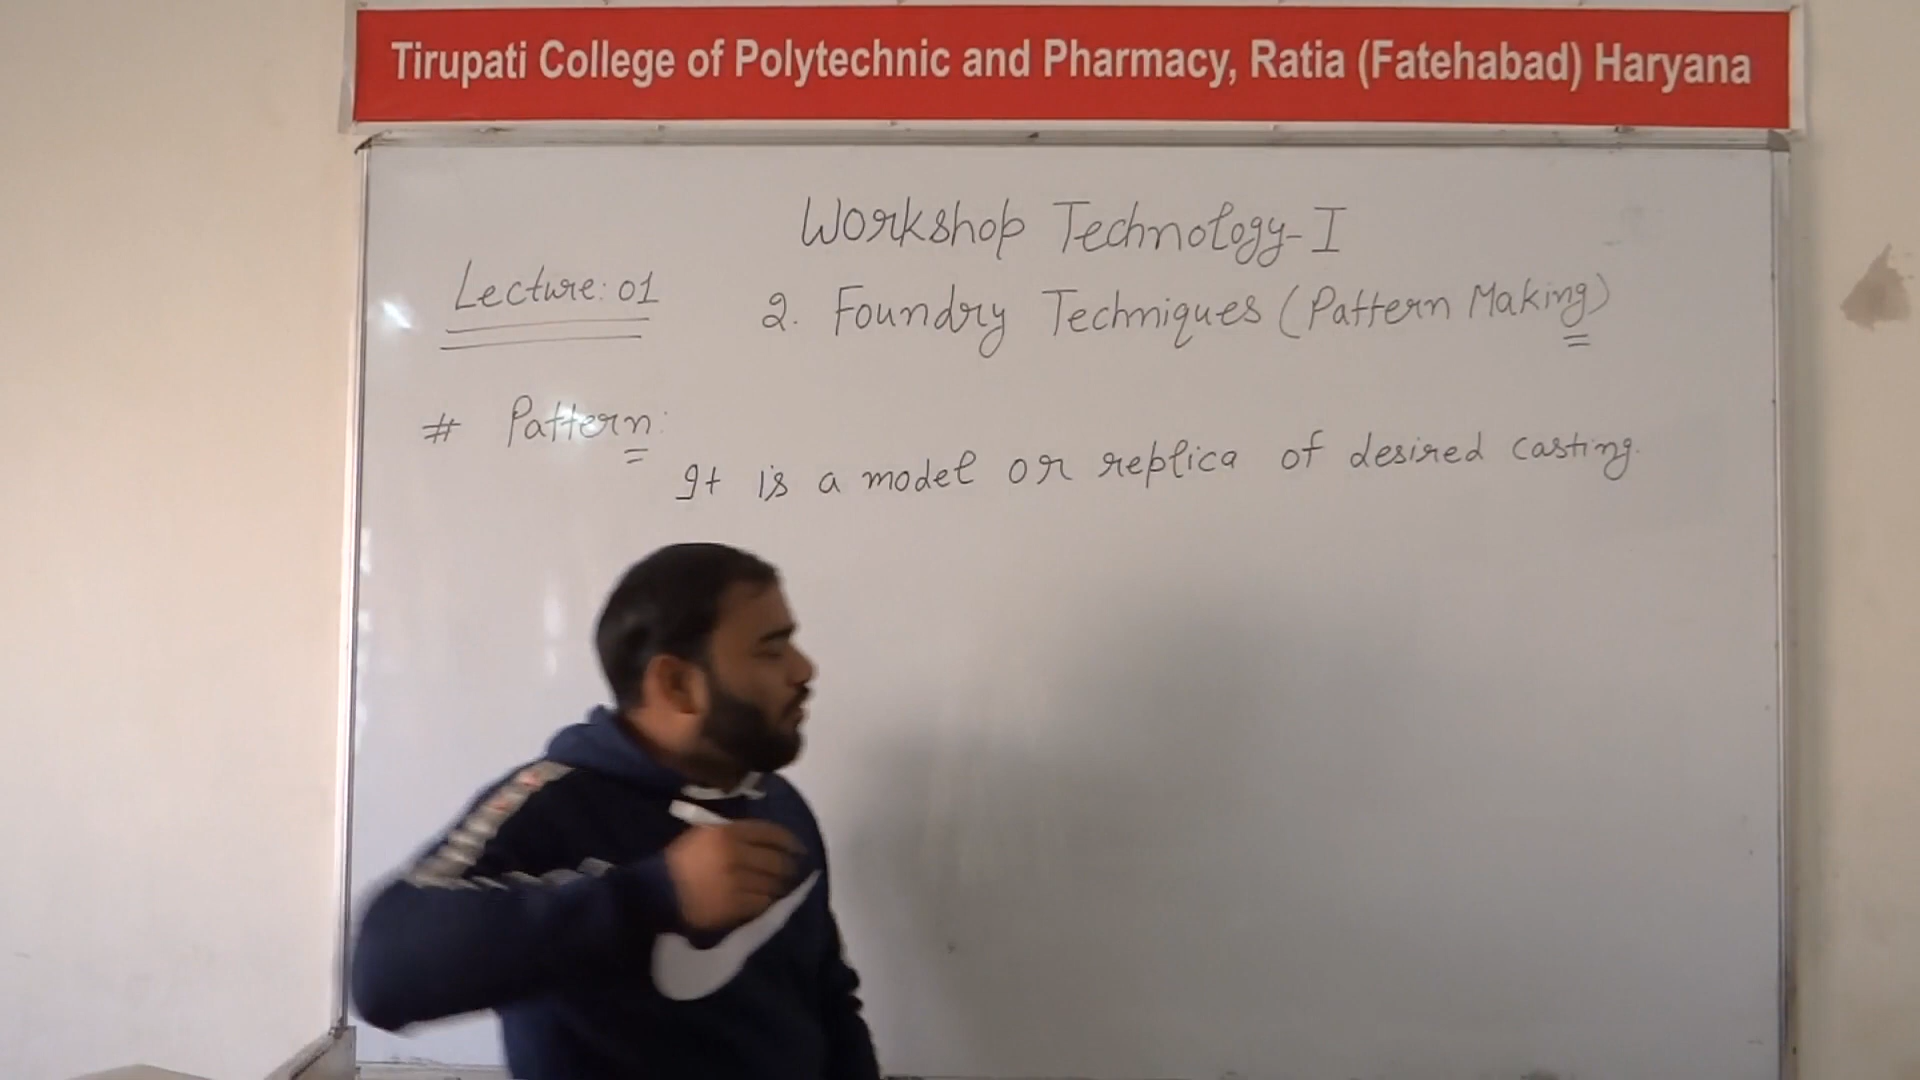 Tirupati College of Polytechnic and Pharmacy, Ratia (Fatehabad) Haryana
Workshop Technology-I
Lecture: 01
2. Foundry Techniques (Pattern Making)
# Pattern:
It is a model or replica of desired casting.